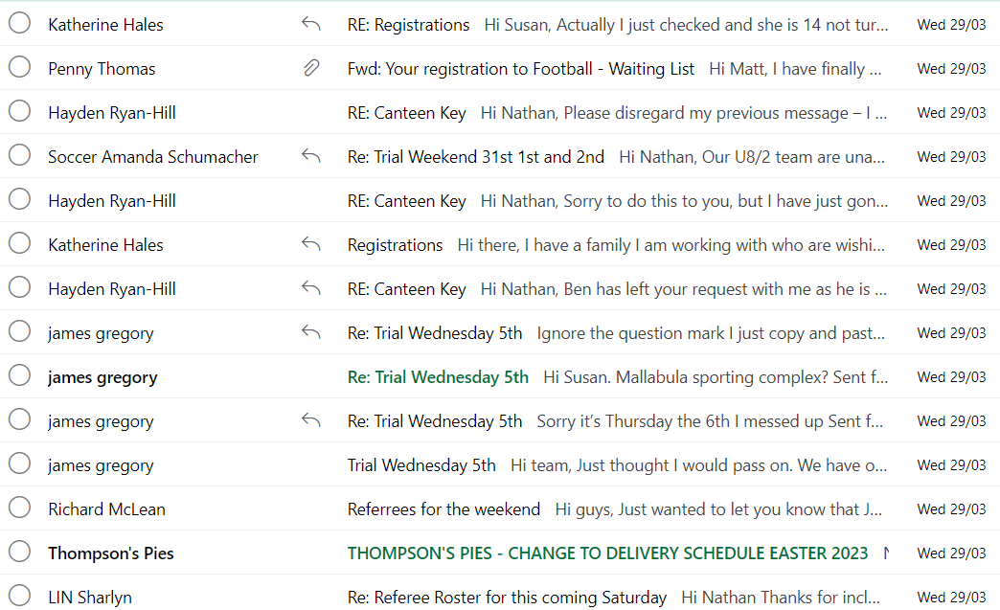 Katherine Hales RE: Registrations Hi Susan, Actually I just checked and she is 14 not tur... Wed 29/03
Penny Thomas Fwd: Your registration to Football - Waiting List Hi Matt, I have finally ... Wed 29/03
Hayden Ryan-Hill RE: Canteen Key Hi Nathan, Please disregard my previous message – I ... Wed 29/03
Soccer Amanda Schumacher Re: Trial Weekend 31st 1st and 2nd Hi Nathan, Our U8/2 team are una... Wed 29/03
Hayden Ryan-Hill RE: Canteen Key Hi Nathan, Sorry to do this to you, but I have just gon... Wed 29/03
Katherine Hales Registrations Hi there, I have a family I am working with who are wishi... Wed 29/03
Hayden Ryan-Hill RE: Canteen Key Hi Nathan, Ben has left your request with me as he is ... Wed 29/03
james gregory Re: Trial Wednesday 5th Ignore the question mark I just copy and past... Wed 29/03
james gregory Re: Trial Wednesday 5th Hi Susan. Mallabula sporting complex? Sent f... Wed 29/03
james gregory Re: Trial Wednesday 5th Sorry it’s Thursday the 6th I messed up Sent f... Wed 29/03
james gregory Trial Wednesday 5th Hi team, Just thought I would pass on. We have o... Wed 29/03
Richard McLean Referrees for the weekend Hi guys, Just wanted to let you know that J... Wed 29/03
Thompson's Pies THOMPSON'S PIES - CHANGE TO DELIVERY SCHEDULE EASTER 2023 Wed 29/03
LIN Sharlyn Re: Referee Roster for this coming Saturday Hi Nathan Thanks for incl... Wed 29/03